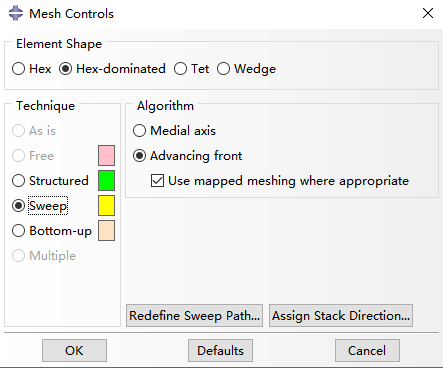 Mesh Controls
Element Shape
Hex Hex-dominated Tet Wedge
Technique
As is
Free
Structured
Sweep
Bottom-up
Multiple
Algorithm
Medial axis
Advancing front
Use mapped meshing where appropriate
Redefine Sweep Path... Assign Stack Direction...
OK Defaults Cancel